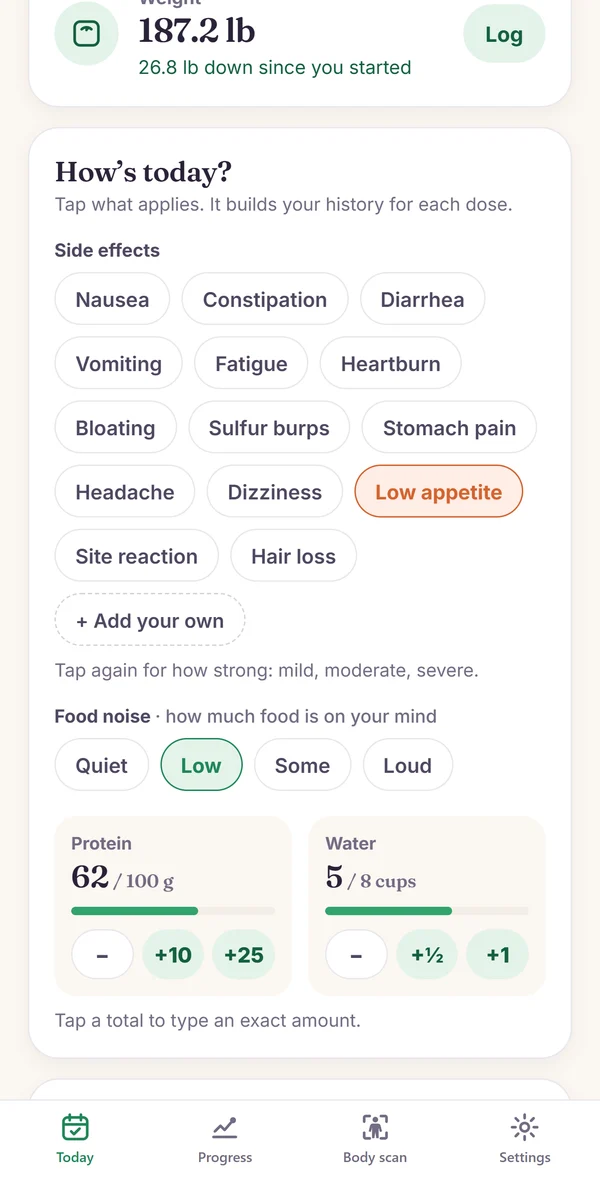 Weight
187.2 lb
Log
26.8 lb down since you started
How’s today?
Tap what applies. It builds your history for each dose.
Side effects
Nausea Constipation Diarrhea
Vomiting Fatigue Heartburn
Bloating Sulfur burps Stomach pain
Headache Dizziness Low appetite
Site reaction Hair loss
+ Add your own
Tap again for how strong: mild, moderate, severe.
Food noise · how much food is on your mind
Quiet Low Some Loud
Protein
62 / 100 g
– +10 +25
Water
5 / 8 cups
– +½ +1
Tap a total to type an exact amount.
Today Progress Body scan Settings